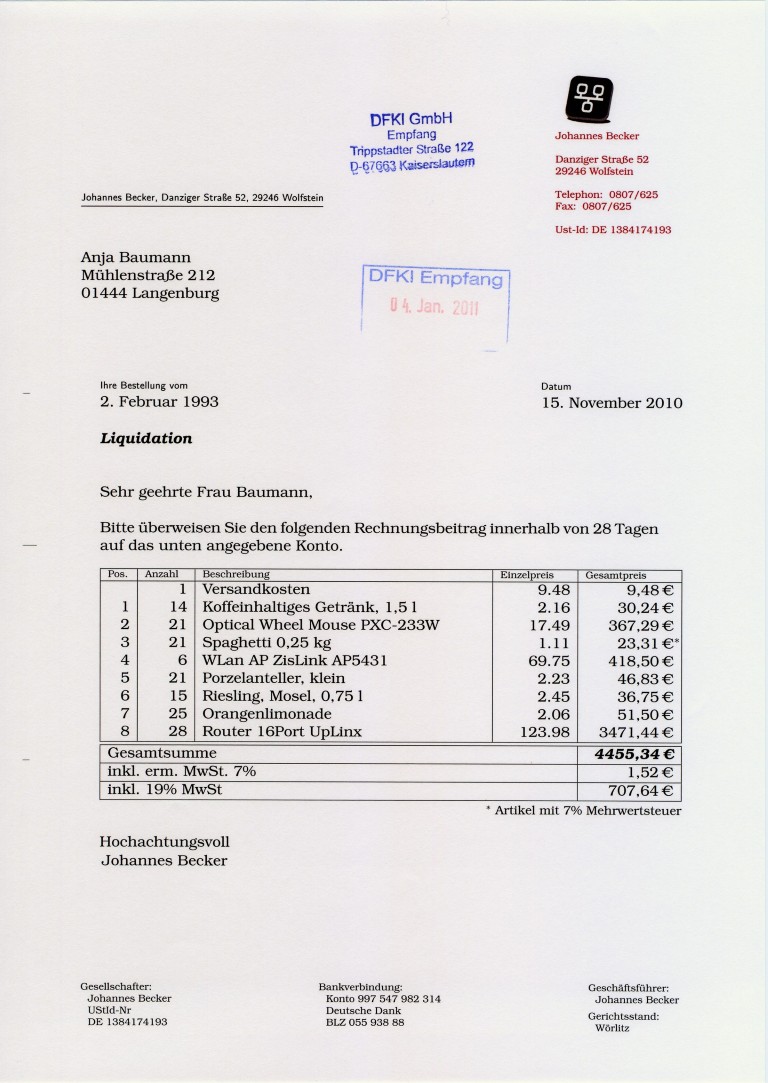 DFKI GmbH
Empfang
Trippstadter Straße 122
D-67663 Kaiserslautern
Johannes Becker
Danziger Straße 52
29246 Wolfstein
Telephon: 0807/625
Fax: 0807/625
Ust-Id: DE 1384174193
Johannes Becker, Danziger Straße 52, 29246 Wolfstein
Anja Baumann
Mühlenstraße 212
01444 Langenburg
DFKI Empfang
04. Jan. 2011
Ihre Bestellung vom
2. Februar 1993
Datum
15. November 2010
Liquidation
Sehr geehrte Frau Baumann,
Bitte überweisen Sie den folgenden Rechnungsbeitrag innerhalb von 28 Tagen
auf das unten angegebene Konto.
Pos. Anzahl Beschreibung Einzelpreis Gesamtpreis
1 Versandkosten 9.48 9,48 €
1 14 Koffeinhaltiges Getränk, 1,5 l 2.16 30,24 €
2 21 Optical Wheel Mouse PXC-233W 17.49 367,29 €
3 21 Spaghetti 0,25 kg 1.11 23,31 €*
4 6 WLan AP ZisLink AP5431 69.75 418,50 €
5 21 Porzelanteller, klein 2.23 46,83 €
6 15 Riesling, Mosel, 0,75 l 2.45 36,75 €
7 25 Orangenlimonade 2.06 51,50 €
8 28 Router 16Port UpLinx 123.98 3471,44 €
Gesamtsumme 4455,34 €
inkl. erm. MwSt. 7% 1,52 €
inkl. 19% MwSt 707,64 €
* Artikel mit 7% Mehrwertsteuer
Hochachtungsvoll
Johannes Becker
Gesellschafter:
Johannes Becker
UStId-Nr
DE 1384174193
Bankverbindung:
Konto 997 547 982 314
Deutsche Dank
BLZ 055 938 88
Geschäftsführer:
Johannes Becker
Gerichtsstand:
Wörlitz